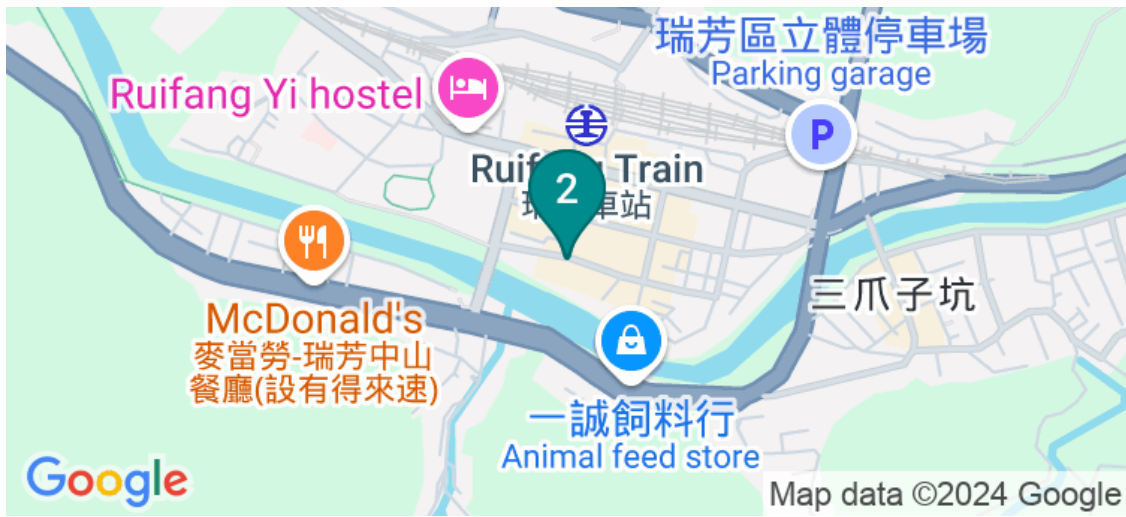 瑞芳區立體停車場
Parking garage
P
Ruifang Yi hostel
Train
2
車站
三爪子坑
McDonald's
麥當勞-瑞芳中山
餐廳(設有得來速)
一誠飼料行
Animal feed store
Google
Map data ©2024 Google